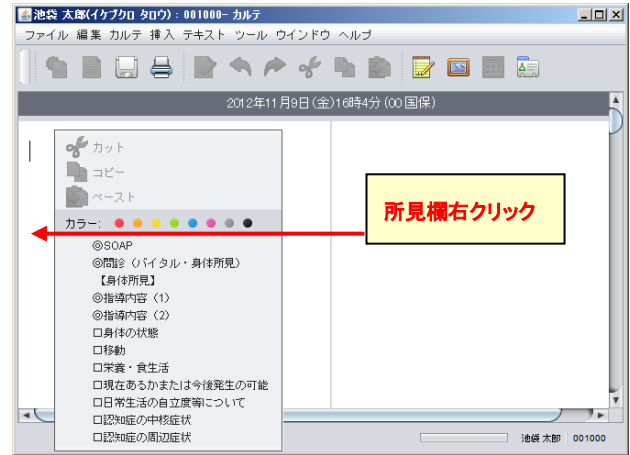 池袋 太郎(イケブクロ タロウ) : 001000- カルテ
ファイル 編集 カルテ 挿入 テキスト ツール ウインドウ ヘルプ
2012年11月9日(金)16時4分(00国保)
カット
コピー
ペースト
カラー:
所見欄右クリック
◎SOAP
◎問診（バイタル・身体所見）
【身体所見】
◎指導内容（1）
◎指導内容（2）
□身体の状態
□移動
□栄養・食生活
□現在あるかまたは今後発生の可能
□日常生活の自立度等について
□認知症の中核症状
□認知症の周辺症状
池袋 太郎 001000